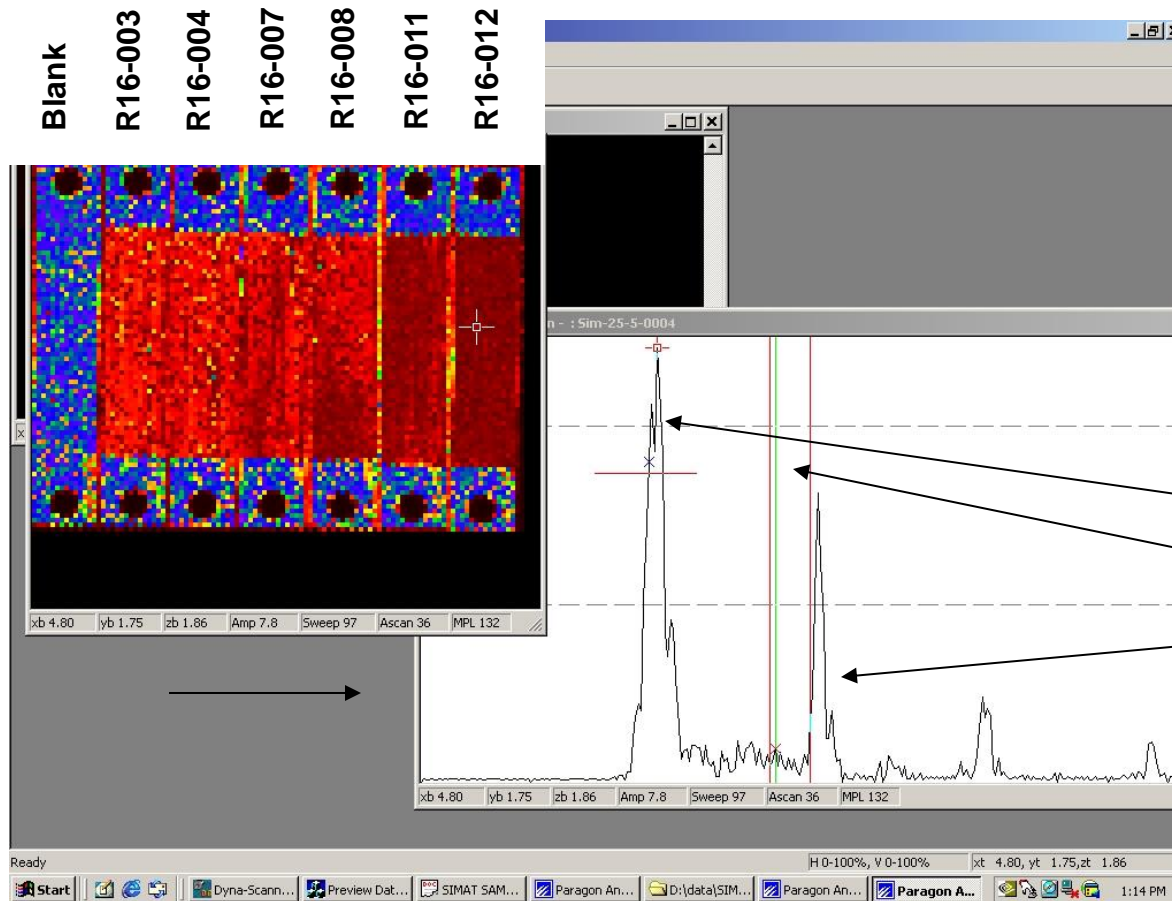 Blank
R16-003
R16-004
R16-007
R16-008
R16-011
R16-012
n - : Sim-25-5-0004
x
xb 4.80 yb 1.75 zb 1.86 Amp 7.8 Sweep 97 Ascan 36 MPL 132
xb 4.80 yb 1.75 zb 1.86 Amp 7.8 Sweep 97 Ascan 36 MPL 132
Ready H 0-100%, V 0-100% xt 4.80, yt 1.75,zt 1.86
Start Dyna-Scann... Preview Dat... SIMAT SAM... Paragon An... D:\data\SIM... Paragon An... Paragon A... 1:14 PM